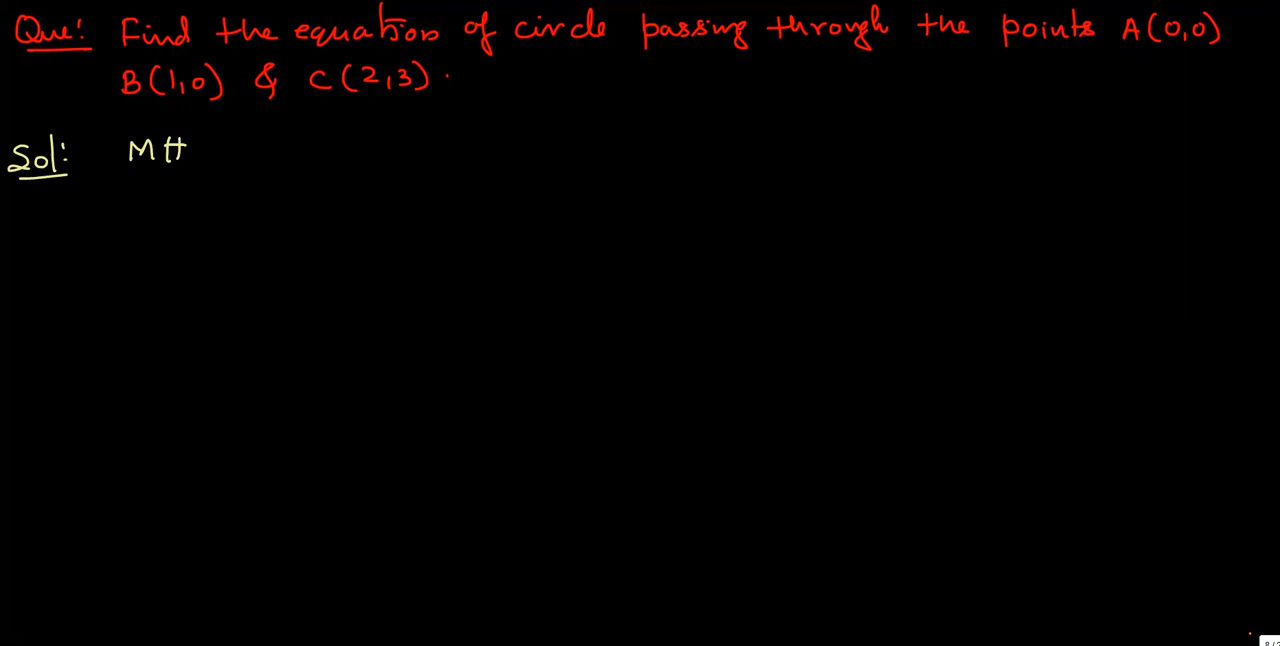 Que: Find the equation of circle passing through the points A(0,0)
B(1,0) & C(2,3).
Sol: MH